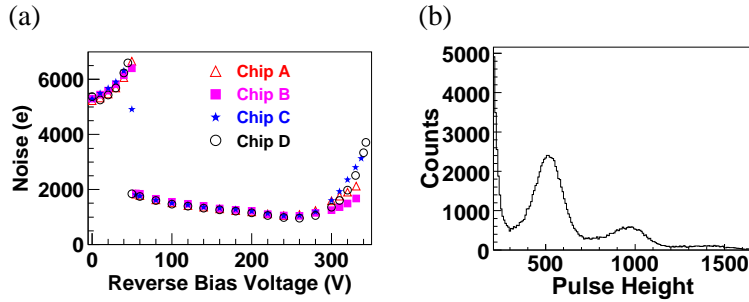 (a)
(b)
Noise (e)
6000
4000
2000
0
Chip A
Chip B
Chip C
Chip D
0 100 200 300
Reverse Bias Voltage (V)
Counts
5000
4000
3000
2000
1000
0
500 1000 1500
Pulse Height